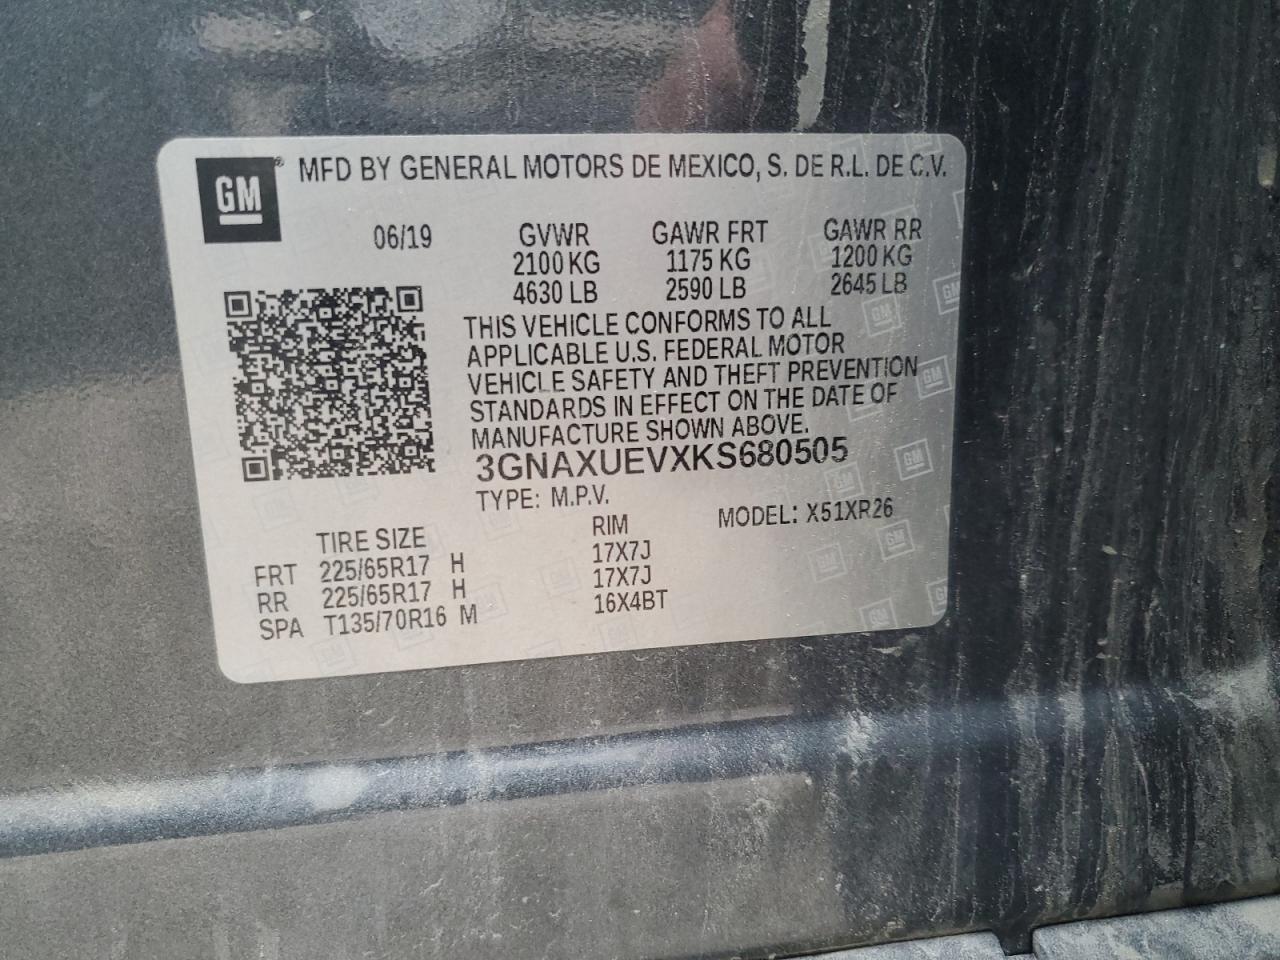 GM ® MFD BY GENERAL MOTORS DE MEXICO, S. DE R.L. DE C.V.
06/19 GVWR GAWR FRT GAWR RR
2100 KG 1175 KG 1200 KG
4630 LB 2590 LB 2645 LB
THIS VEHICLE CONFORMS TO ALL
APPLICABLE U.S. FEDERAL MOTOR
VEHICLE SAFETY AND THEFT PREVENTION
STANDARDS IN EFFECT ON THE DATE OF
MANUFACTURE SHOWN ABOVE.
3GNAXUEVXKS680505
TYPE: M.P.V. MODEL: X51XR26
TIRE SIZE RIM
FRT 225/65R17 H 17X7J
RR 225/65R17 H 17X7J
SPA T135/70R16 M 16X4BT